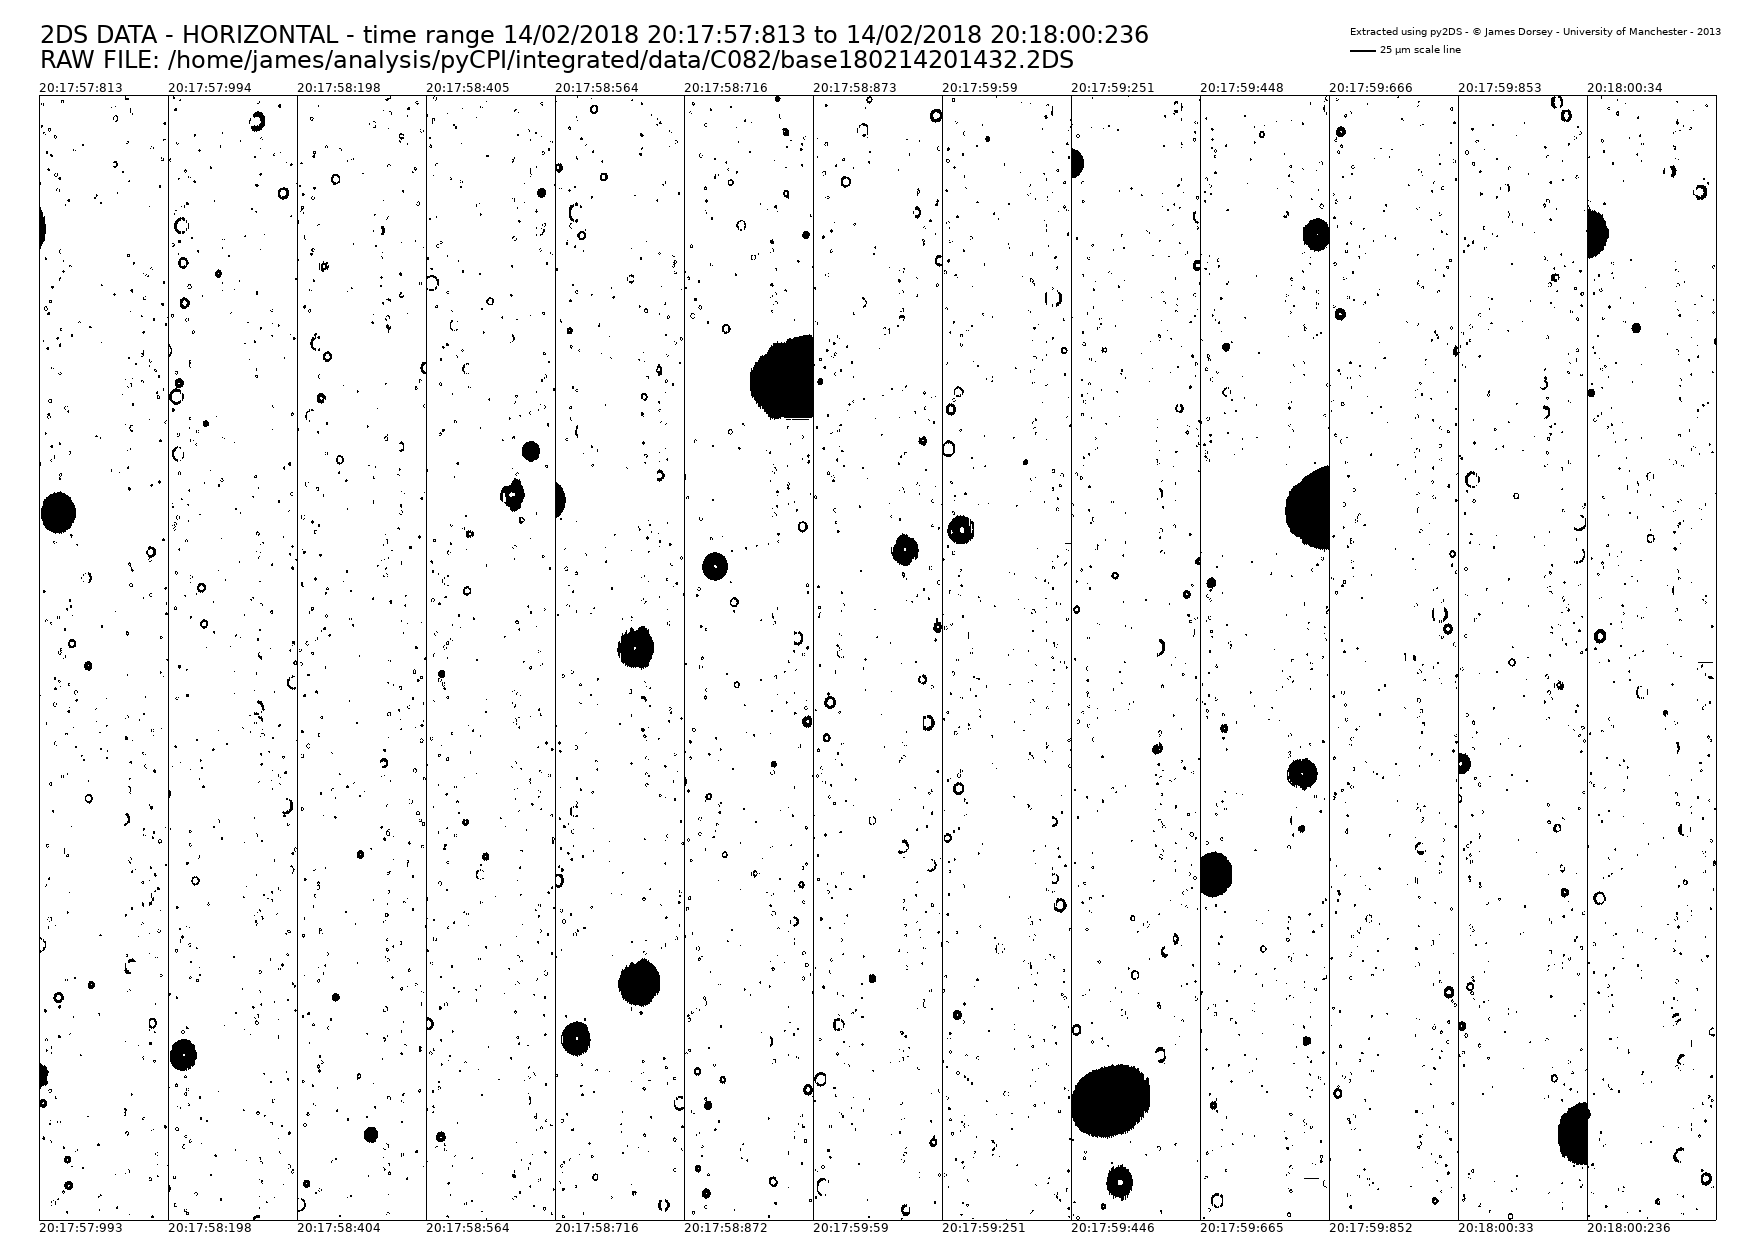 2DS DATA - HORIZONTAL - time range 14/02/2018 20:17:57:813 to 14/02/2018 20:18:00:236
RAW FILE: /home/james/analysis/pyCPI/integrated/data/C082/base180214201432.2DS
Extracted using py2DS - © James Dorsey - University of Manchester - 2013
25 µm scale line
20:17:57:813 20:17:57:994 20:17:58:198 20:17:58:405 20:17:58:564 20:17:58:716 20:17:58:873 20:17:59:59 20:17:59:251 20:17:59:448 20:17:59:666 20:17:59:853 20:18:00:34
20:17:57:993 20:17:58:198 20:17:58:404 20:17:58:564 20:17:58:716 20:17:58:872 20:17:59:59 20:17:59:251 20:17:59:446 20:17:59:665 20:17:59:852 20:18:00:33 20:18:00:236